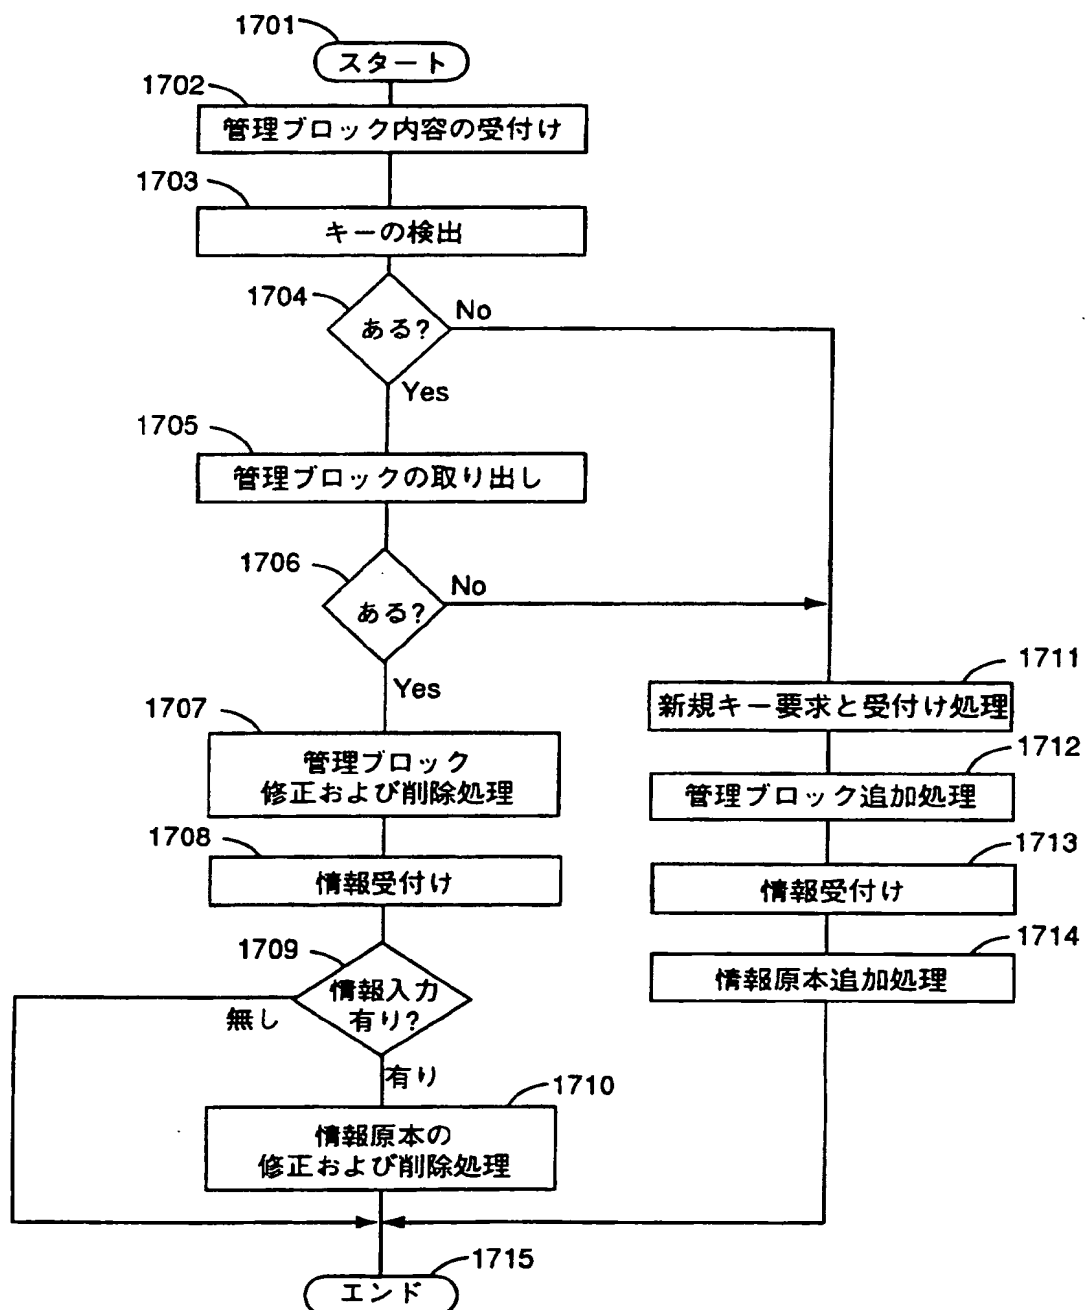 1701
スタート
1702
管理ブロック内容の受付け
1703
キーの検出
1704
ある?
No
Yes
1705
管理ブロックの取り出し
1706
ある?
No
Yes
1707
管理ブロック
修正および削除処理
1708
情報受付け
1709
情報入力
有り?
無し
有り
1710
情報原本の
修正および削除処理
1711
新規キー要求と受付け処理
1712
管理ブロック追加処理
1713
情報受付け
1714
情報原本追加処理
1715
エンド